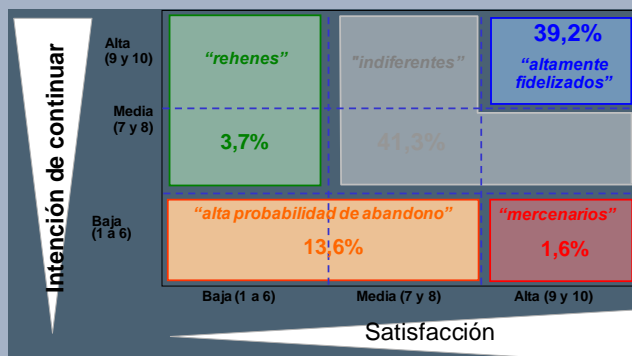 Intención de continuar
Alta
(9 y 10)
Media
(7 y 8)
Baja
(1 a 6)
“rehenes”
3,7%
"indiferentes”
41,3%
39,2%
“altamente
fidelizados”
“alta probabilidad de abandono”
13,6%
“mercenarios”
1,6%
Baja (1 a 6)
Media (7 y 8)
Alta (9 y 10)
Satisfacción